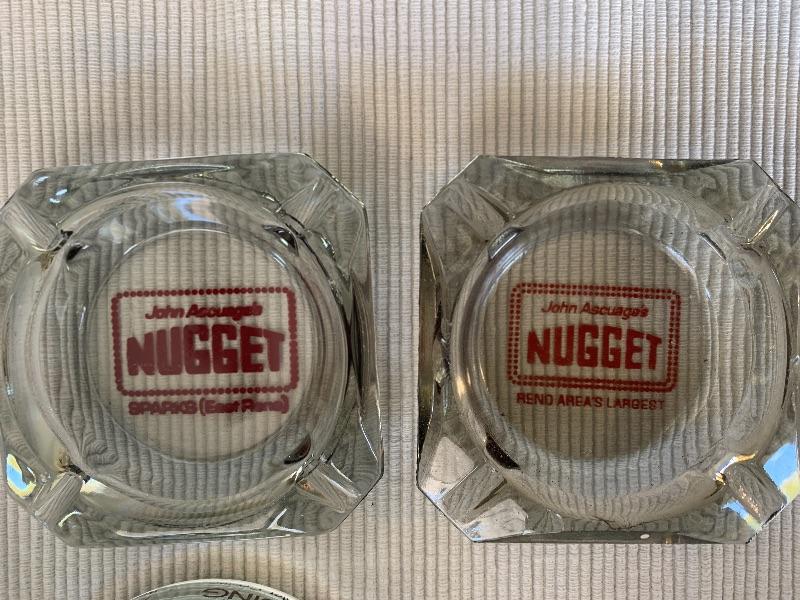 John Ascuaga's
NUGGET
SPARKS (East Reno)
John Ascuaga's
NUGGET
RENO AREA'S LARGEST